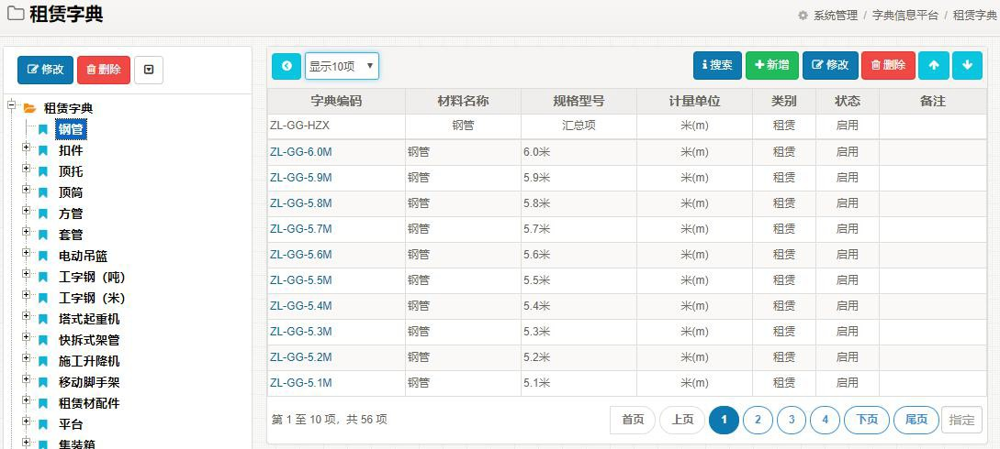 租赁字典
系统管理 / 字典信息平台 / 租赁字典
修改 删除
租赁字典
钢管
扣件
顶托
顶筒
方管
套管
电动吊篮
工字钢（吨）
工字钢（米）
塔式起重机
快拆式架管
施工升降机
移动脚手架
租赁材配件
平台
集装箱
显示10项 搜索 新增 修改 删除
字典编码 材料名称 规格型号 计量单位 类别 状态 备注
ZL-GG-HZX 钢管 汇总项 米(m) 租赁 启用
ZL-GG-6.0M 钢管 6.0米 米(m) 租赁 启用
ZL-GG-5.9M 钢管 5.9米 米(m) 租赁 启用
ZL-GG-5.8M 钢管 5.8米 米(m) 租赁 启用
ZL-GG-5.7M 钢管 5.7米 米(m) 租赁 启用
ZL-GG-5.6M 钢管 5.6米 米(m) 租赁 启用
ZL-GG-5.5M 钢管 5.5米 米(m) 租赁 启用
ZL-GG-5.4M 钢管 5.4米 米(m) 租赁 启用
ZL-GG-5.3M 钢管 5.3米 米(m) 租赁 启用
ZL-GG-5.2M 钢管 5.2米 米(m) 租赁 启用
ZL-GG-5.1M 钢管 5.1米 米(m) 租赁 启用
第 1 至 10 项，共 56 项 首页 上页 1 2 3 4 下页 尾页 指定